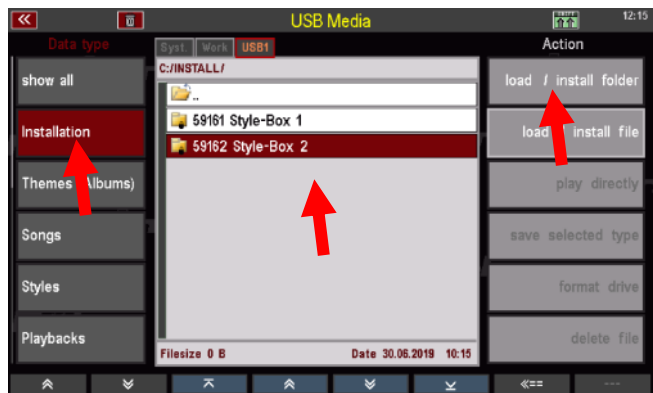 USB Media
12:15
Data type
Syst. Work USB1
Action
C:/INSTALL/
show all
..
load / install folder
59161 Style-Box 1
Installation
load install file
59162 Style-Box 2
Themes Albums)
play directly
Songs
save selected type
Styles
format drive
Playbacks
delete file
Filesize 0 B Date 30.06.2019 10:15
«==
---